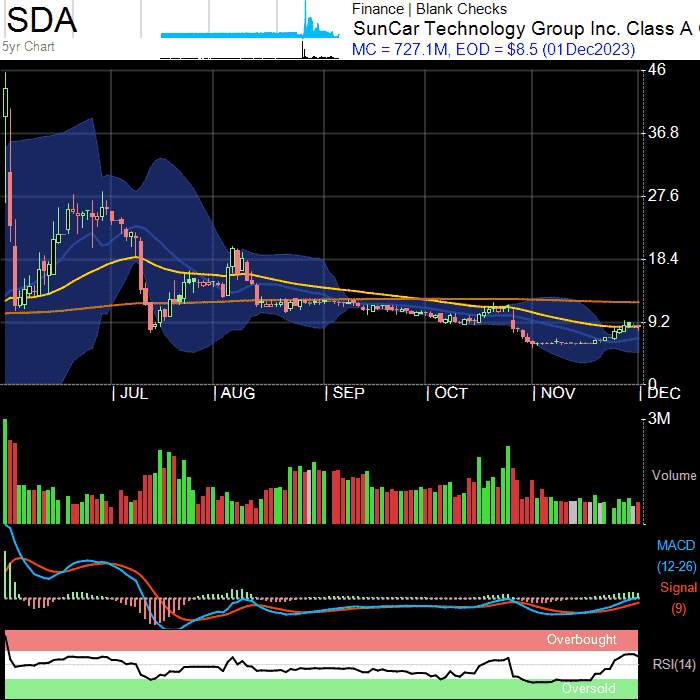 SDA
5yr Chart
Finance | Blank Checks
SunCar Technology Group Inc. Class A
MC = 727.1M, EOD = $8.5 (01Dec2023)
46
36.8
27.6
18.4
9.2
0
JUL
AUG
SEP
OCT
NOV
DEC
3M
Volume
MACD
(12-26)
Signal
(9)
Overbought
RSI(14)
Oversold